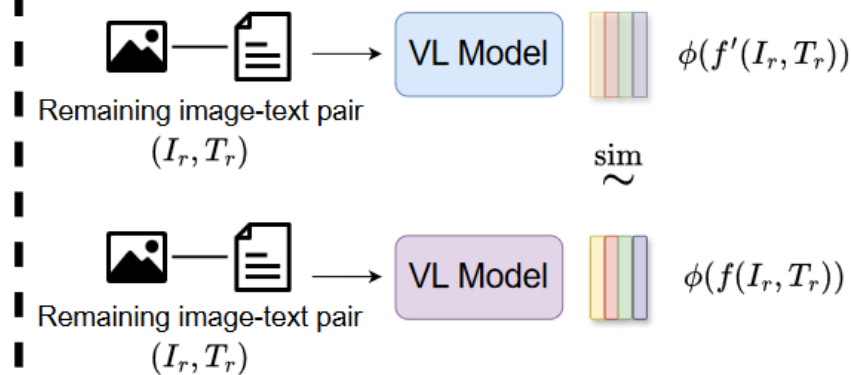 VL Model
ϕ(f′(I_r, T_r))
Remaining image-text pair
(I_r, T_r)
sim
∼
VL Model
ϕ(f(I_r, T_r))
Remaining image-text pair
(I_r, T_r)